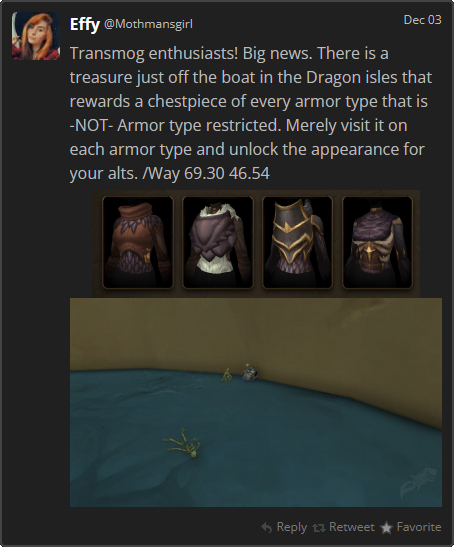 Effy @Mothmansgirl Dec 03
Transmog enthusiasts! Big news. There is a
treasure just off the boat in the Dragon isles that
rewards a chestpiece of every armor type that is
-NOT- Armor type restricted. Merely visit it on
each armor type and unlock the appearance for
your alts. /Way 69.30 46.54
Reply Retweet Favorite